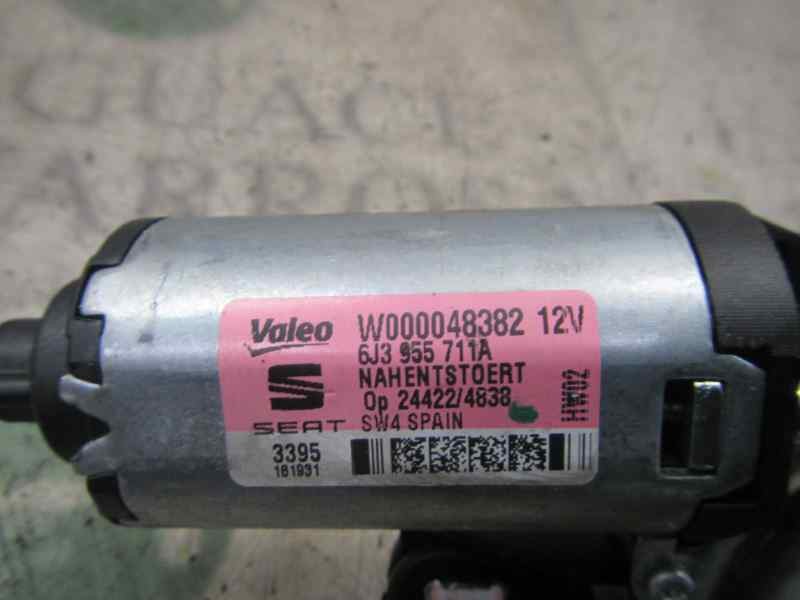 Valeo W000048382 12V
6J3 955 711A
NAHENTSTOERT
Op 24422/4838
SEAT SW4 SPAIN
HW02
3395
181931